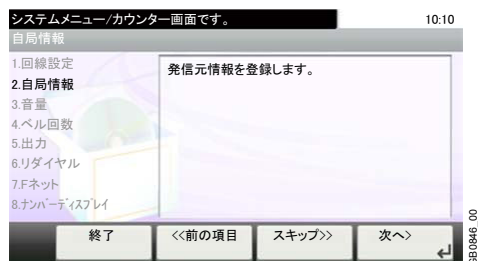 システムメニュー/カウンター画面です。
10:10
自局情報
1.回線設定
2.自局情報
3.音量
4.ベル回数
5.出力
6.リダイヤル
7.Fネット
8.ナンバーディスプレイ
発信元情報を登録します。
終了
<<前の項目
スキップ>>
次へ>
GB0846_00